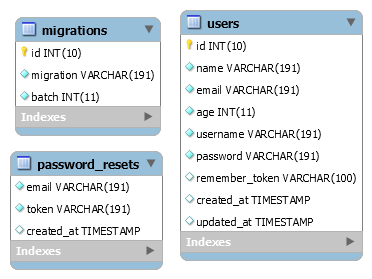 migrations
id INT(10)
migration VARCHAR(191)
batch INT(11)
Indexes
password_resets
email VARCHAR(191)
token VARCHAR(191)
created_at TIMESTAMP
Indexes
users
id INT(10)
name VARCHAR(191)
email VARCHAR(191)
age INT(11)
username VARCHAR(191)
password VARCHAR(191)
remember_token VARCHAR(100)
created_at TIMESTAMP
updated_at TIMESTAMP
Indexes